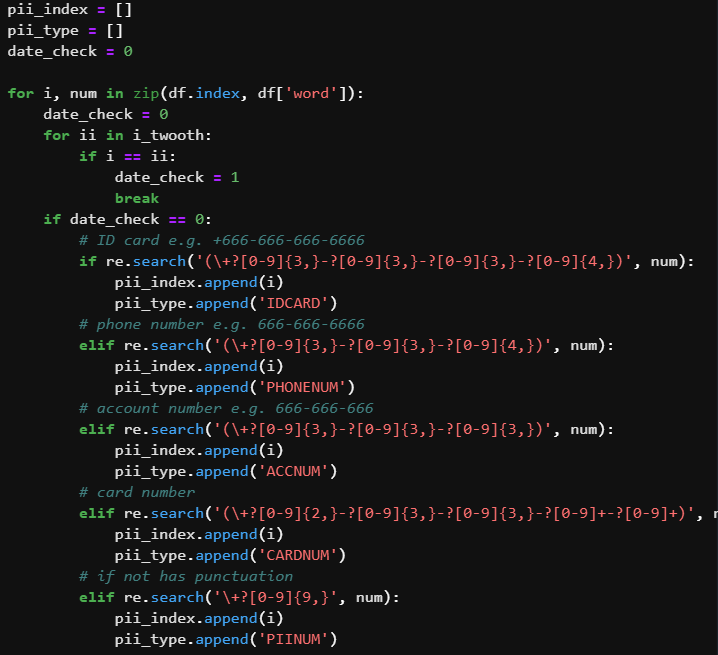 pii_index = []
pii_type = []
date_check = 0

for i, num in zip(df.index, df['word']):
    date_check = 0
    for ii in i_twooth:
        if i == ii:
            date_check = 1
            break
    if date_check == 0:
        # ID card e.g. +666-666-666-6666
        if re.search('(\+?[0-9]{3,}-?[0-9]{3,}-?[0-9]{3,}-?[0-9]{4,})', num):
            pii_index.append(i)
            pii_type.append('IDCARD')
        # phone number e.g. 666-666-6666
        elif re.search('(\+?[0-9]{3,}-?[0-9]{3,}-?[0-9]{4,})', num):
            pii_index.append(i)
            pii_type.append('PHONENUM')
        # account number e.g. 666-666-666
        elif re.search('(\+?[0-9]{3,}-?[0-9]{3,}-?[0-9]{3,})', num):
            pii_index.append(i)
            pii_type.append('ACCNUM')
        # card number
        elif re.search('(\+?[0-9]{2,}-?[0-9]{3,}-?[0-9]{3,}-?[0-9]+-?[0-9]+)',
            pii_index.append(i)
            pii_type.append('CARDNUM')
        # if not has punctuation
        elif re.search('\+?[0-9]{9,}', num):
            pii_index.append(i)
            pii_type.append('PIINUM')